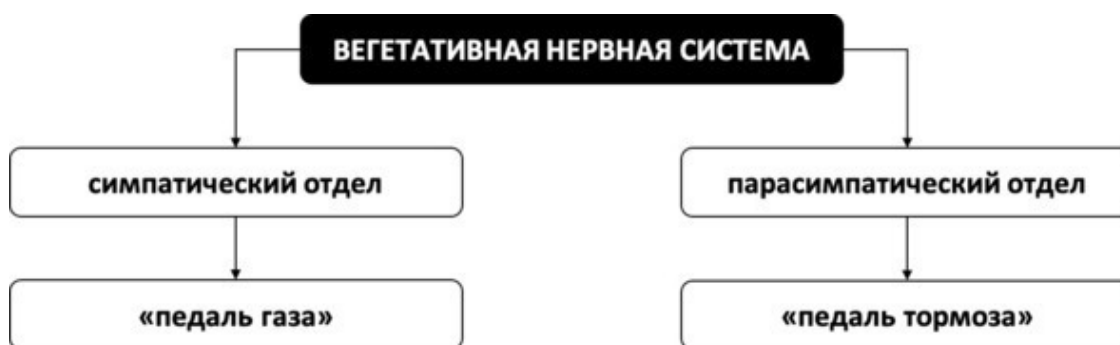 ВЕГЕТАТИВНАЯ НЕРВНАЯ СИСТЕМА
симпатический отдел
парасимпатический отдел
«педаль газа»
«педаль тормоза»